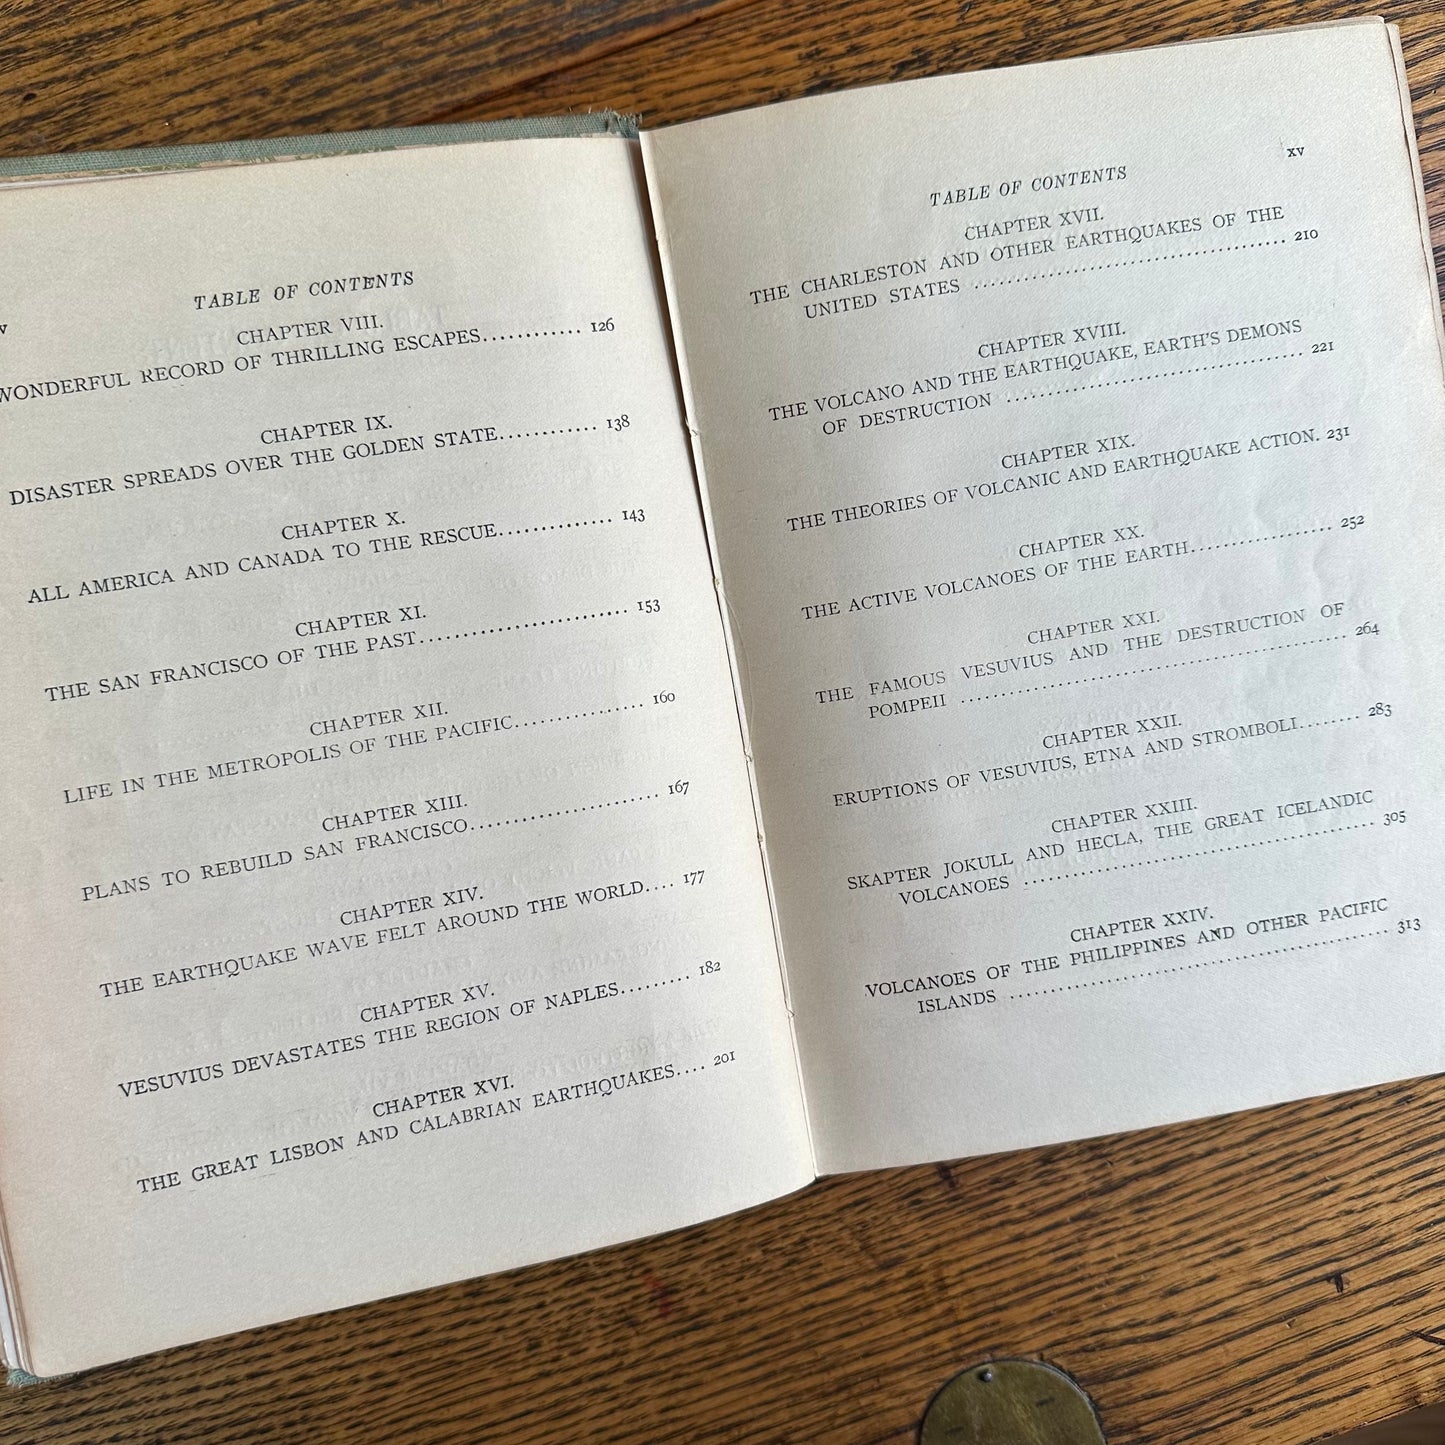 v
TABLE OF CONTENTS
CHAPTER VIII.
WONDERFUL RECORD OF THRILLING ESCAPES............ 126
CHAPTER IX.
DISASTER SPREADS OVER THE GOLDEN STATE............ 138
CHAPTER X.
ALL AMERICA AND CANADA TO THE RESCUE............. 143
CHAPTER XI.
THE SAN FRANCISCO OF THE PAST.......................... 153
CHAPTER XII.
LIFE IN THE METROPOLIS OF THE PACIFIC................ 160
CHAPTER XIII.
PLANS TO REBUILD SAN FRANCISCO....................... 167
CHAPTER XIV.
THE EARTHQUAKE WAVE FELT AROUND THE WORLD.... 177
CHAPTER XV.
VESUVIUS DEVASTATES THE REGION OF NAPLES......... 182
CHAPTER XVI.
THE GREAT LISBON AND CALABRIAN EARTHQUAKES.... 201
xv
TABLE OF CONTENTS
CHAPTER XVII.
THE CHARLESTON AND OTHER EARTHQUAKES OF THE
UNITED STATES ...................................... 210
CHAPTER XVIII.
THE VOLCANO AND THE EARTHQUAKE, EARTH'S DEMONS
OF DESTRUCTION .................................... 221
CHAPTER XIX.
THE THEORIES OF VOLCANIC AND EARTHQUAKE ACTION. 231
CHAPTER XX.
THE ACTIVE VOLCANOES OF THE EARTH.................. 252
CHAPTER XXI.
THE FAMOUS VESUVIUS AND THE DESTRUCTION OF
POMPEII .............................................. 264
CHAPTER XXII.
ERUPTIONS OF VESUVIUS, ETNA AND STROMBOLI........ 283
CHAPTER XXIII.
SKAPTER JOKULL AND HECLA, THE GREAT ICELANDIC
VOLCANOES .......................................... 305
CHAPTER XXIV.
VOLCANOES OF THE PHILIPPINES AND OTHER PACIFIC
ISLANDS .............................................. 313